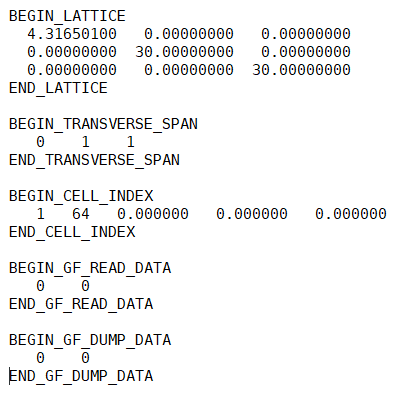 BEGIN_LATTICE
  4.31650100   0.00000000   0.00000000
  0.00000000  30.00000000   0.00000000
  0.00000000   0.00000000  30.00000000
END_LATTICE

BEGIN_TRANSVERSE_SPAN
   0    1    1
END_TRANSVERSE_SPAN

BEGIN_CELL_INDEX
   1   64   0.000000   0.000000   0.000000
END_CELL_INDEX

BEGIN_GF_READ_DATA
   0    0
END_GF_READ_DATA

BEGIN_GF_DUMP_DATA
   0    0
END_GF_DUMP_DATA